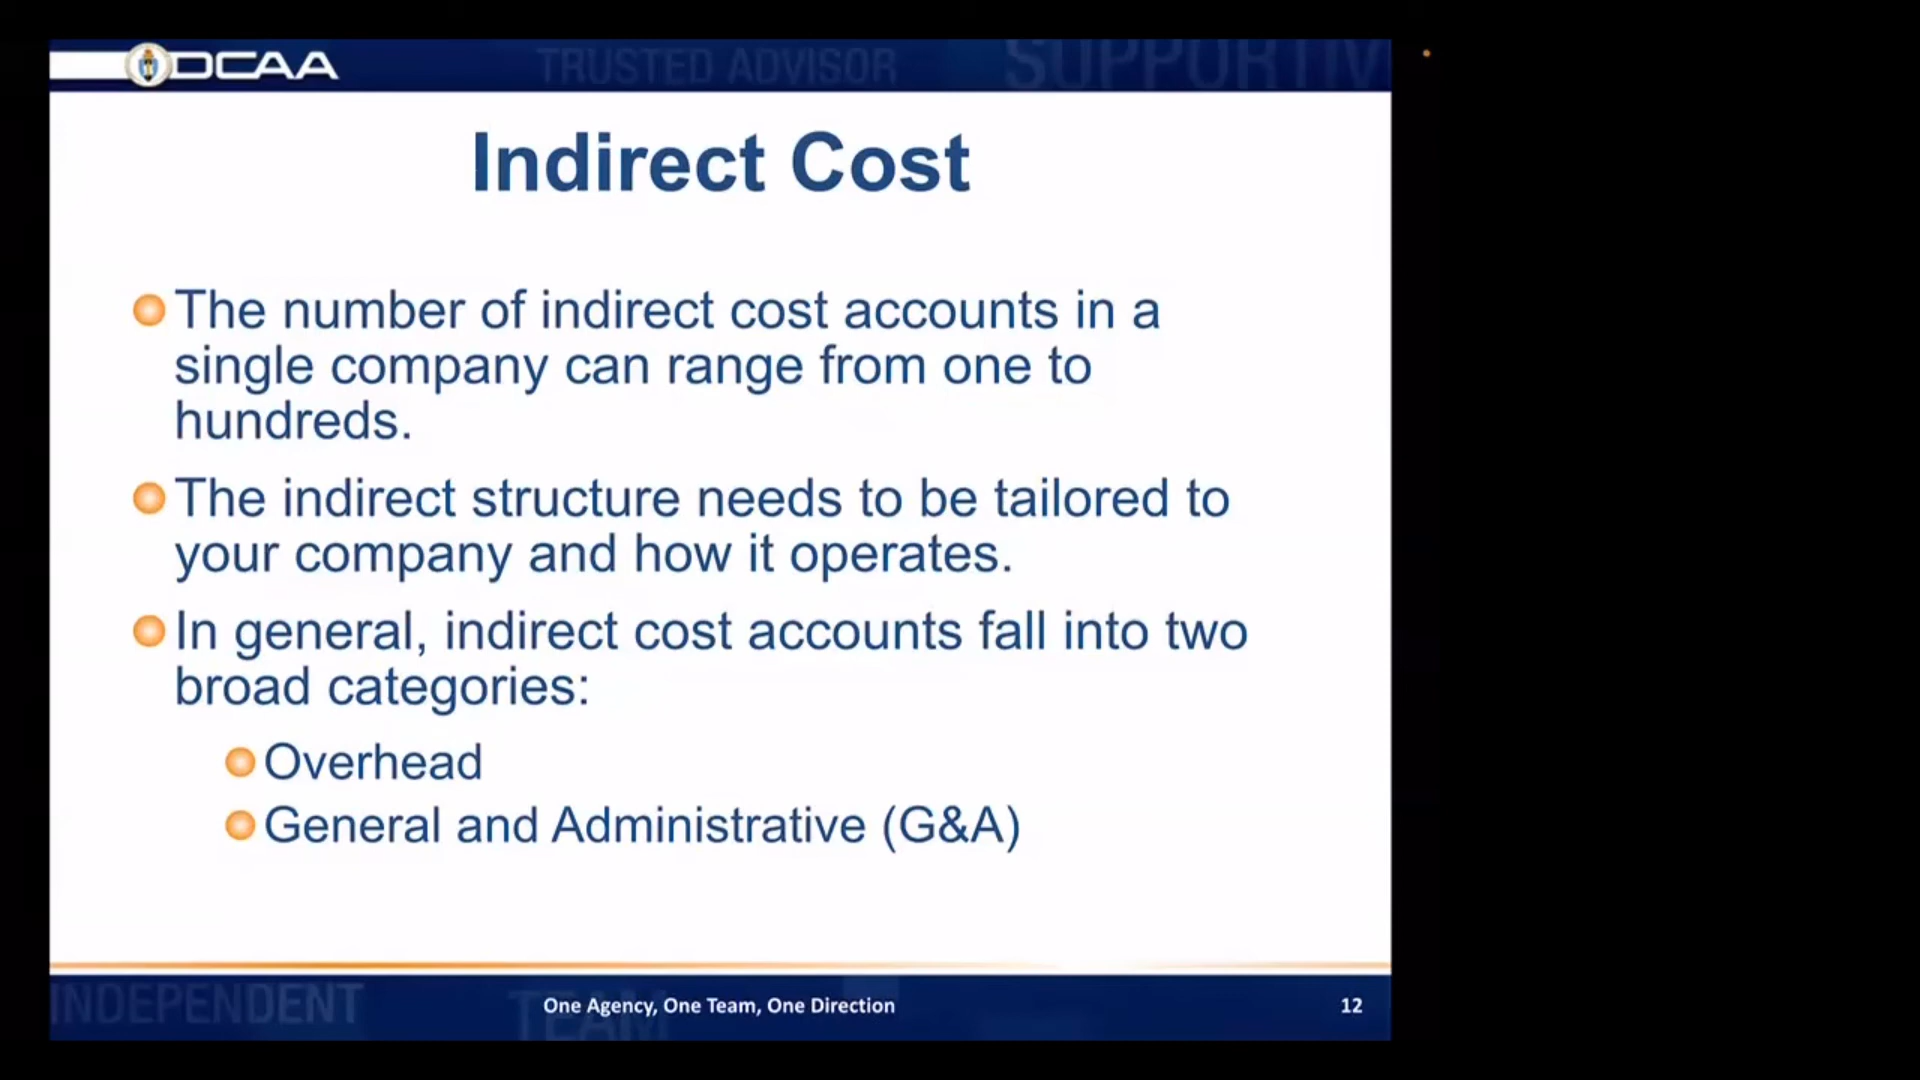 DCAA
TRUSTED ADVISOR
SUPPORTIV
Indirect Cost
The number of indirect cost accounts in a
single company can range from one to
hundreds.
The indirect structure needs to be tailored to
your company and how it operates.
In general, indirect cost accounts fall into two
broad categories:
Overhead
General and Administrative (G&A)
INDEPENDENT
TEAM
One Agency, One Team, One Direction
12